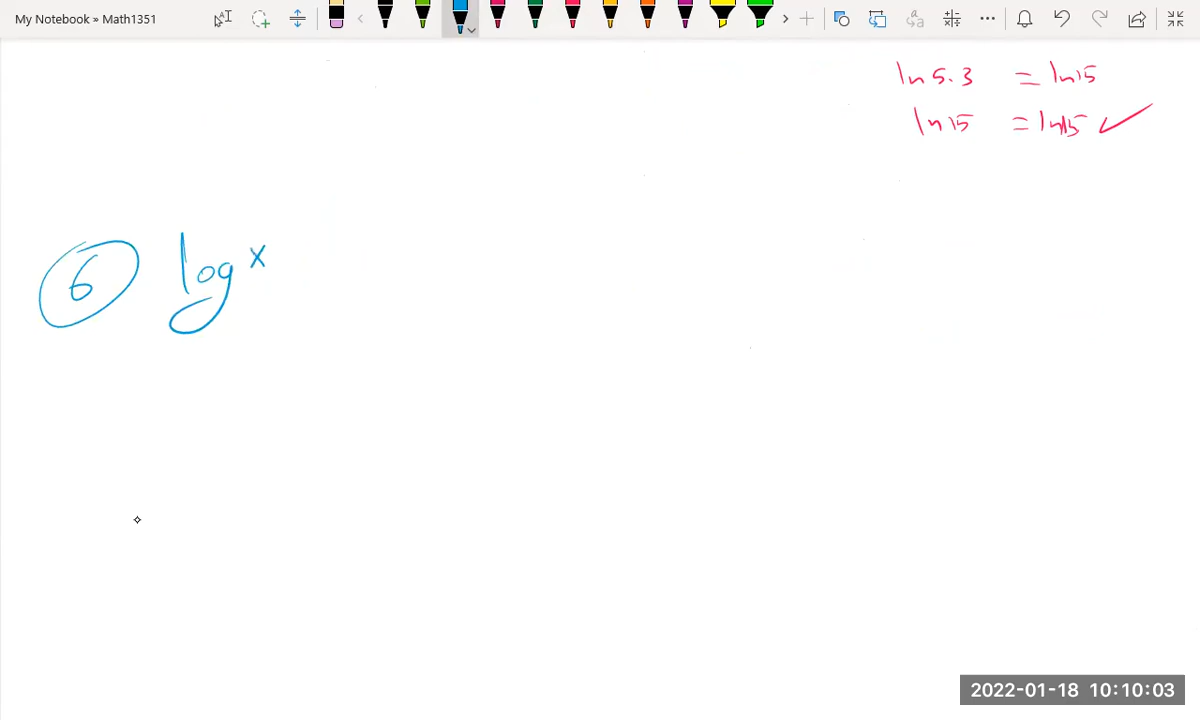 My Notebook » Math1351
ln 5.3 = ln 15
ln 15 = ln 15 ✓
6 log x
2022-01-18 10:10:03